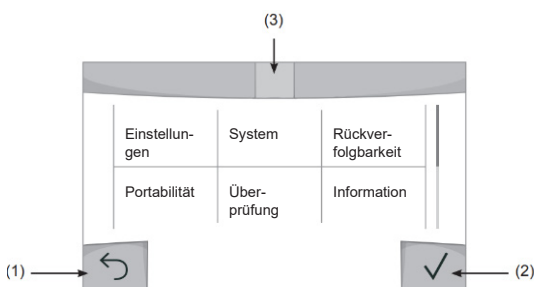 (3)
Einstellun-
gen
System
Rückver-
folgbarkeit
Portabilität
Über-
prüfung
Information
(1)
(2)